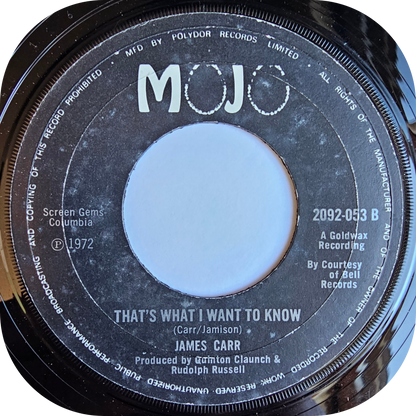 MFD BY POLYDOR RECORDS LIMITED
ALL RIGHTS OF THE MANUFACTURER AND OF THE OWNER OF THE RECORDED WORK RESERVED
UNAUTHORISED PUBLIC PERFORMANCE BROADCASTING AND COPYING OF THIS RECORD PROHIBITED
MOJO
Screen Gems
Columbia
℗ 1972
2092-053 B
A Goldwax
Recording
By Courtesy
of Bell
Records
THAT'S WHAT I WANT TO KNOW
(Carr/Jamison)
JAMES CARR
Produced by Quinton Claunch &
Rudolph Russell